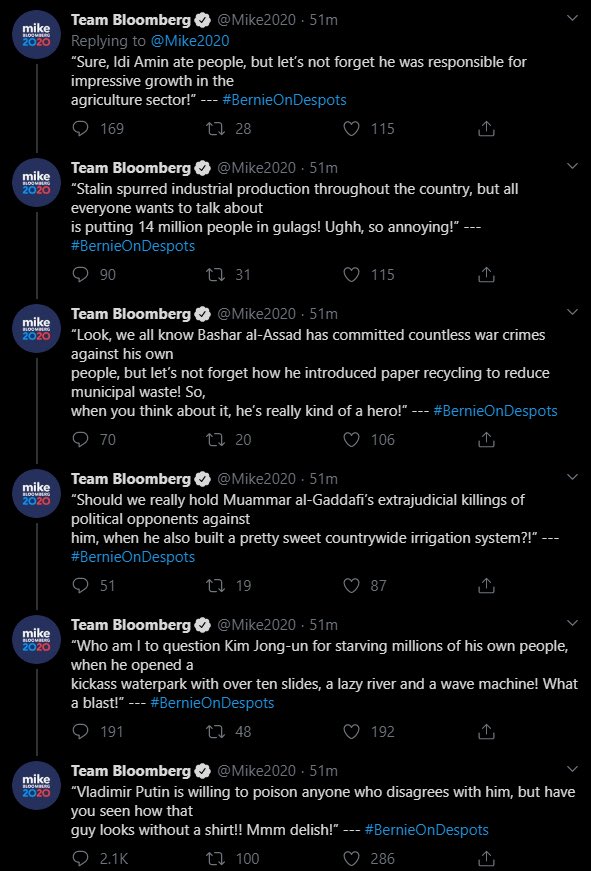 Team Bloomberg @Mike2020 · 51m
Replying to @Mike2020
“Sure, Idi Amin ate people, but let’s not forget he was responsible for
impressive growth in the
agriculture sector!” --- #BernieOnDespots
169 28 115
Team Bloomberg @Mike2020 · 51m
“Stalin spurred industrial production throughout the country, but all
everyone wants to talk about
is putting 14 million people in gulags! Ughh, so annoying!” ---
#BernieOnDespots
90 31 115
Team Bloomberg @Mike2020 · 51m
“Look, we all know Bashar al-Assad has committed countless war crimes
against his own
people, but let’s not forget how he introduced paper recycling to reduce
municipal waste! So,
when you think about it, he’s really kind of a hero!” --- #BernieOnDespots
70 20 106
Team Bloomberg @Mike2020 · 51m
“Should we really hold Muammar al-Gaddafi’s extrajudicial killings of
political opponents against
him, when he also built a pretty sweet countrywide irrigation system?!” ---
#BernieOnDespots
51 19 87
Team Bloomberg @Mike2020 · 51m
“Who am I to question Kim Jong-un for starving millions of his own people,
when he opened a
kickass waterpark with over ten slides, a lazy river and a wave machine! What
a blast!” --- #BernieOnDespots
191 48 192
Team Bloomberg @Mike2020 · 51m
“Vladimir Putin is willing to poison anyone who disagrees with him, but have
you seen how that
guy looks without a shirt!! Mmm delish!” --- #BernieOnDespots
2.1K 100 286
mike
BLOOMBERG
2020
mike
BLOOMBERG
2020
mike
BLOOMBERG
2020
mike
BLOOMBERG
2020
mike
BLOOMBERG
2020
mike
BLOOMBERG
2020